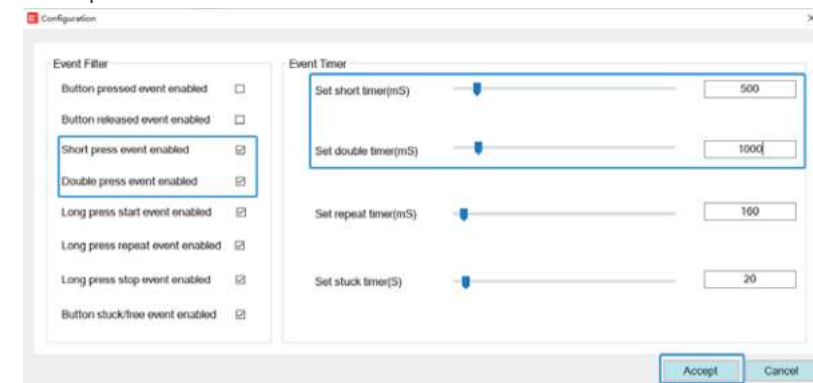 Configuration
Event Filter
Button pressed event enabled
Button released event enabled
Short press event enabled
Double press event enabled
Long press start event enabled
Long press repeat event enabled
Long press stop event enabled
Button stuck/free event enabled
Event Timer
Set short timer(mS) 500
Set double timer(mS) 1000
Set repeat timer(mS) 160
Set stuck timer(S) 20
Accept Cancel